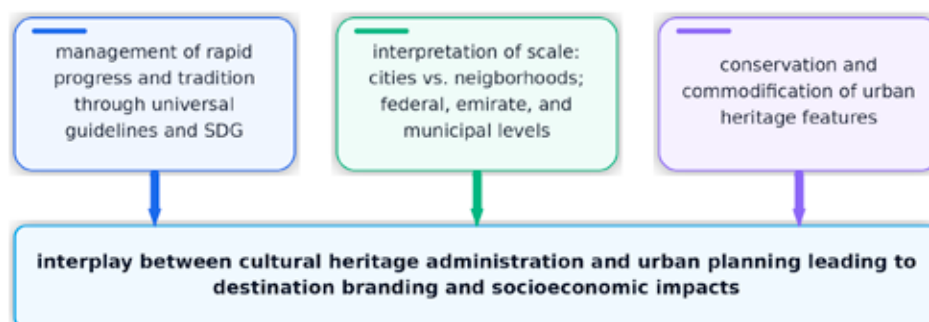 management of rapid
progress and tradition
through universal
guidelines and SDG
interpretation of scale:
cities vs. neigborhoods;
federal, emirate, and
municipal levels
conservation and
commodification of urban
heritage features
interplay between cultural heritage administration and urban planning leading to
destination branding and socioeconomic impacts